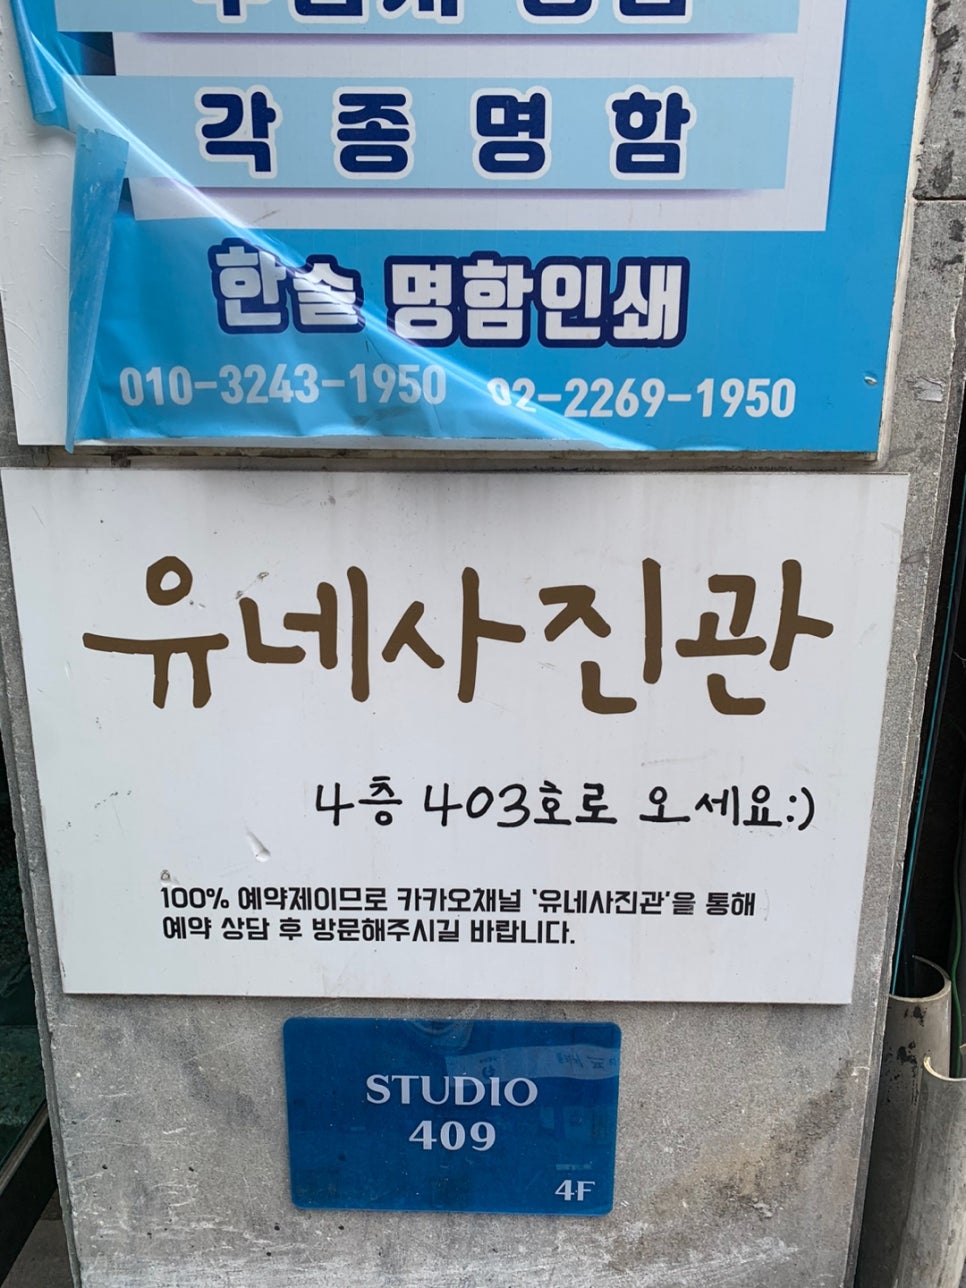 각종명함
한솔 명함인쇄
010-3243-1950 02-2269-1950
유네사진관
4층 403호로 오세요:)
100% 예약제이므로 카카오채널 '유네사진관'을 통해
예약 상담 후 방문해주시길 바랍니다.
STUDIO
409
4F